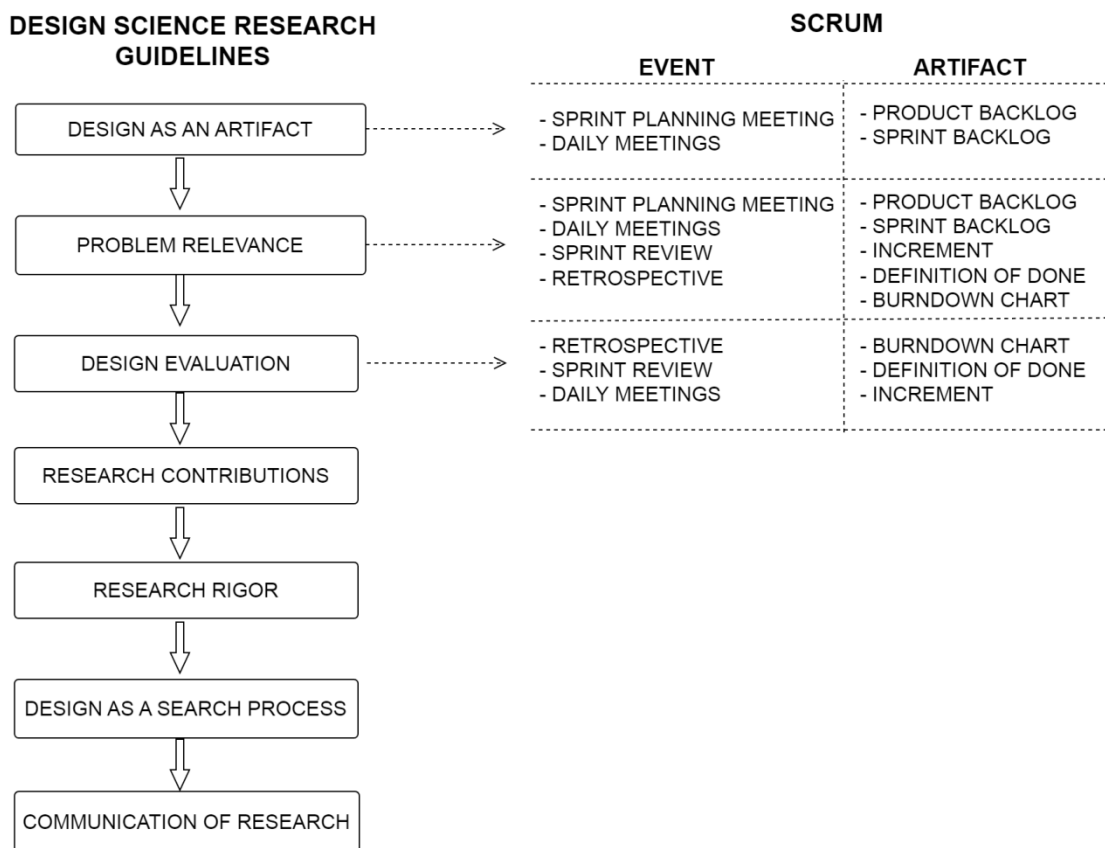 DESIGN SCIENCE RESEARCH
GUIDELINES
DESIGN AS AN ARTIFACT
PROBLEM RELEVANCE
DESIGN EVALUATION
RESEARCH CONTRIBUTIONS
RESEARCH RIGOR
DESIGN AS A SEARCH PROCESS
COMMUNICATION OF RESEARCH
SCRUM
EVENT
ARTIFACT
- SPRINT PLANNING MEETING
- DAILY MEETINGS
- PRODUCT BACKLOG
- SPRINT BACKLOG
- SPRINT PLANNING MEETING
- DAILY MEETINGS
- SPRINT REVIEW
- RETROSPECTIVE
- PRODUCT BACKLOG
- SPRINT BACKLOG
- INCREMENT
- DEFINITION OF DONE
- BURNDOWN CHART
- RETROSPECTIVE
- SPRINT REVIEW
- DAILY MEETINGS
- BURNDOWN CHART
- DEFINITION OF DONE
- INCREMENT